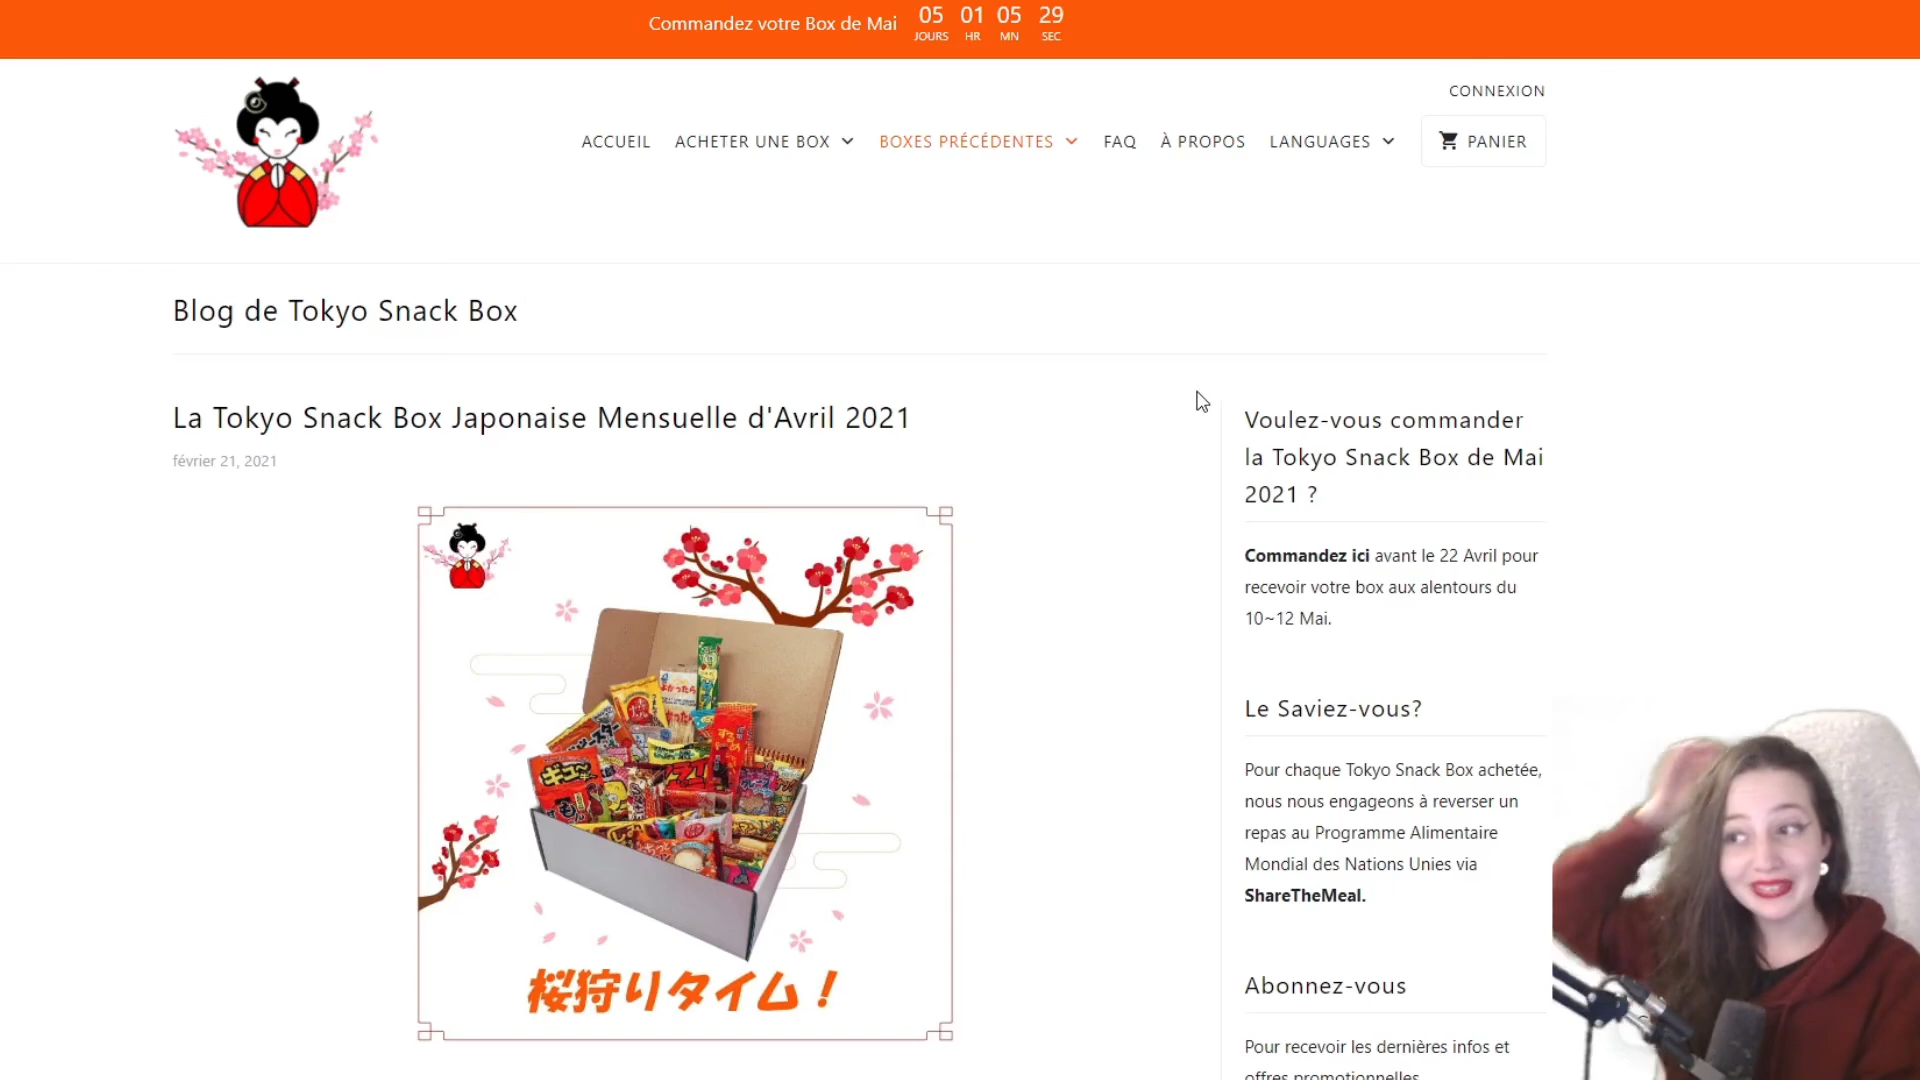 Commandez votre Box de Mai
05 01 05 29
JOURS HR MN SEC
CONNEXION
ACCUEIL ACHETER UNE BOX BOXES PRÉCÉDENTES FAQ À PROPOS LANGUAGES PANIER
Blog de Tokyo Snack Box
La Tokyo Snack Box Japonaise Mensuelle d'Avril 2021
février 21, 2021
桜狩りタイム！
Voulez-vous commander
la Tokyo Snack Box de Mai
2021 ?
Commandez ici avant le 22 Avril pour
recevoir votre box aux alentours du
10~12 Mai.
Le Saviez-vous?
Pour chaque Tokyo Snack Box achetée,
nous nous engageons à reverser un
repas au Programme Alimentaire
Mondial des Nations Unies via
ShareTheMeal.
Abonnez-vous
Pour recevoir les dernières infos et
offres promotionnelles